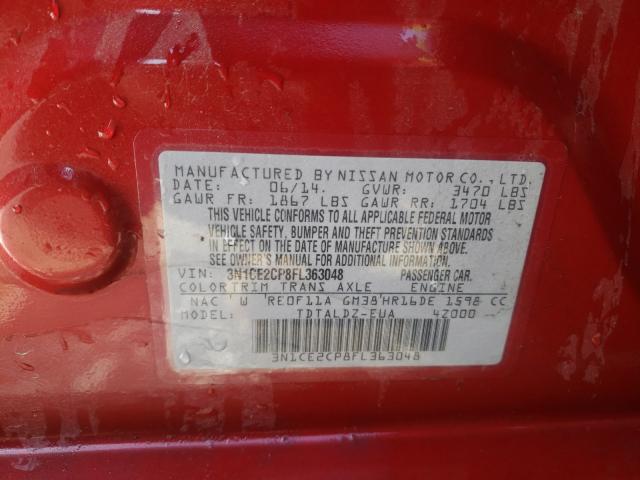 MANUFACTURED BY NISSAN MOTOR CO., LTD.
DATE: 06/14. GVWR: 3470 LBS
GAWR FR: 1867 LBS GAWR RR: 1704 LBS
THIS VEHICLE CONFORMS TO ALL APPLICABLE FEDERAL MOTOR
VEHICLE SAFETY, BUMPER AND THEFT PREVENTION STANDARDS
IN EFFECT ON THE DATE OF MANUFACTURE SHOWN ABOVE.
SEE OWNER'S MANUAL FOR ADDITIONAL INFORMATION.
VIN: 3N1CE2CP8FL363048 PASSENGER CAR.
COLOR TRIM TRANS AXLE ENGINE
NAC W RE0F11A GM38 HR16DE 1598 CC
MODEL: TDTALDZ-EUA 4Z000
3N1CE2CP8FL363048